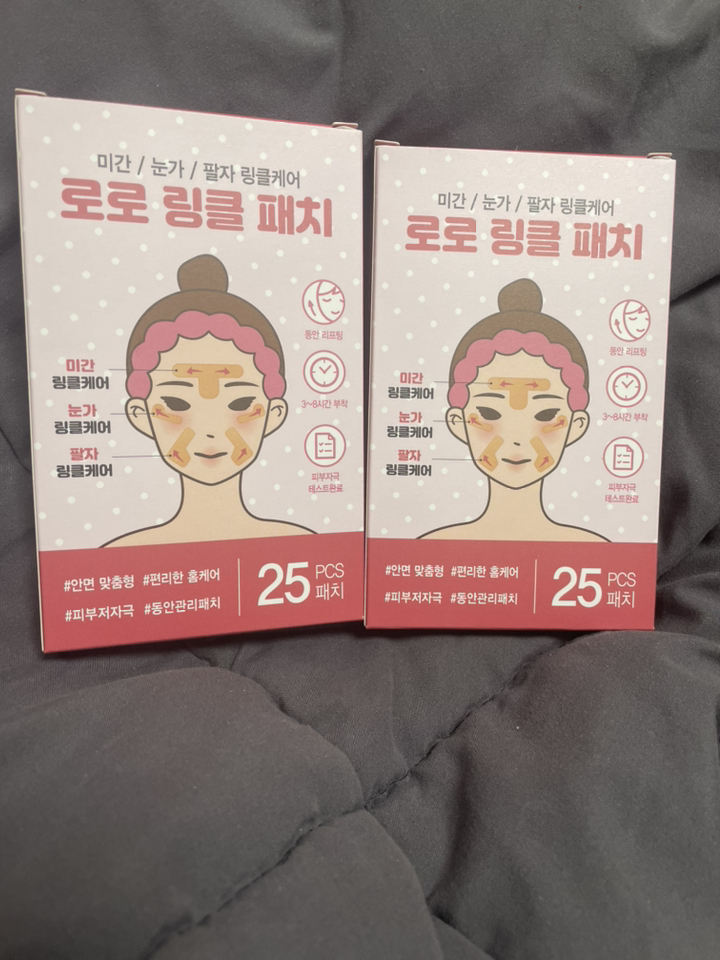 미간 / 눈가 / 팔자 링클케어
로로 링클 패치
동안 리프팅
미간
링클케어
3~8시간 부착
눈가
링클케어
팔자
링클케어
피부자극
테스트완료
#안면 맞춤형 #편리한 홈케어
#피부저자극 #동안관리패치
25 PCS
패치
미간 / 눈가 / 팔자 링클케어
로로 링클 패치
동안 리프팅
미간
링클케어
3~8시간 부착
눈가
링클케어
팔자
링클케어
피부자극
테스트완료
#안면 맞춤형 #편리한 홈케어
#피부저자극 #동안관리패치
25 PCS
패치